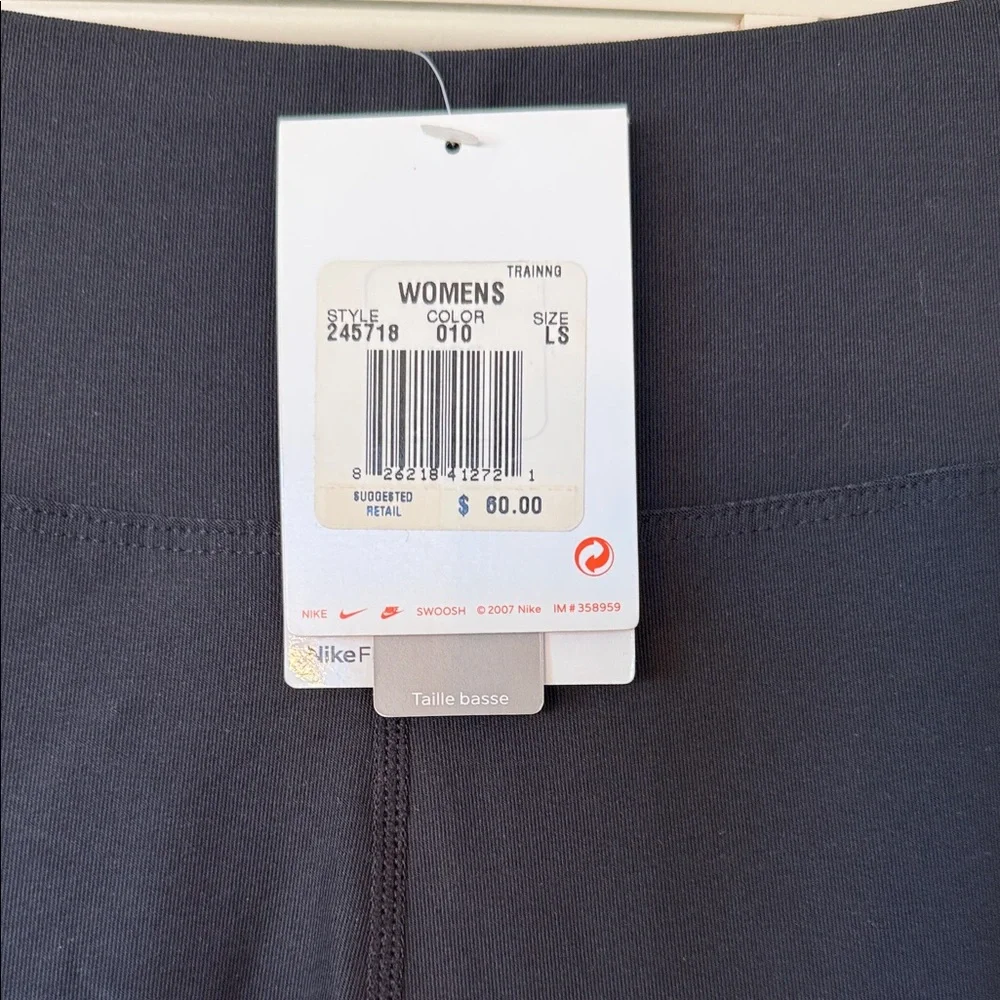 TRAINNG
WOMENS
STYLE COLOR SIZE
245718 010 LS
8 26218 41272 1
SUGGESTED
RETAIL $ 60.00
NIKE SWOOSH © 2007 Nike IM # 358959
NikeF
Taille basse